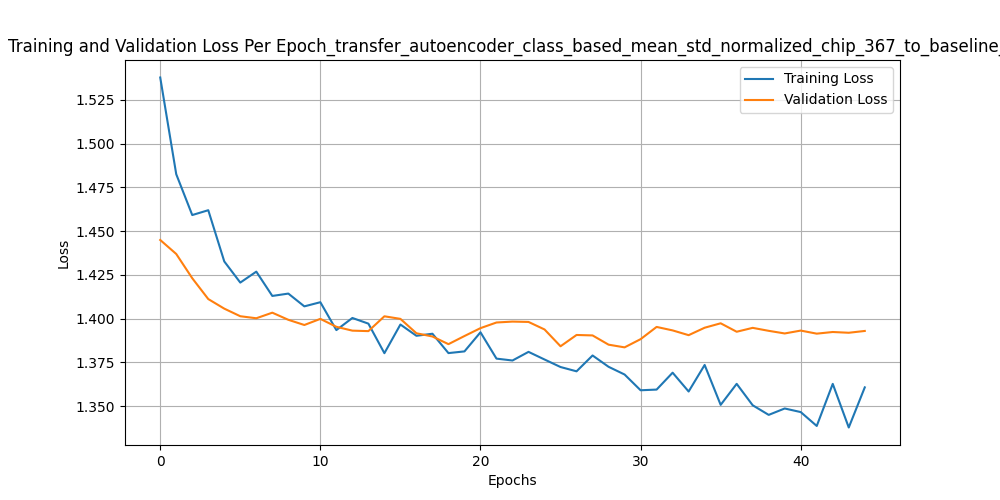 Training and Validation Loss Per Epoch_transfer_autoencoder_class_based_mean_std_normalized_chip_367_to_baseline_
Training Loss
Validation Loss
1.525
1.500
1.475
1.450
1.425
1.400
1.375
1.350
Loss
0 10 20 30 40
Epochs